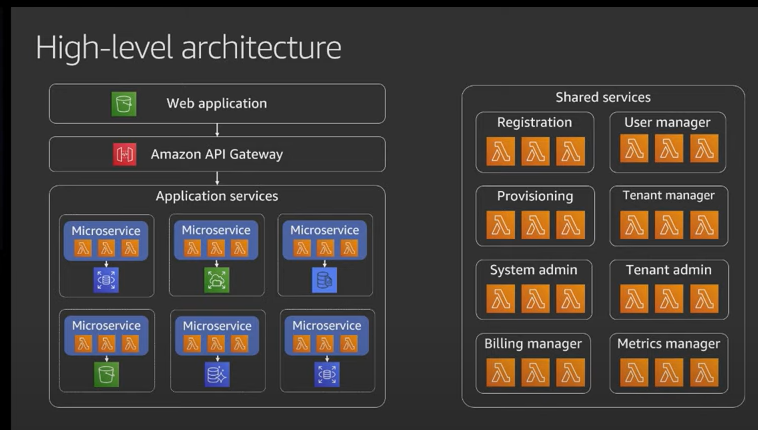 High-level architecture
Web application
Amazon API Gateway
Application services
Microservice
Microservice
Microservice
Microservice
Microservice
Microservice
Shared services
Registration
User manager
Provisioning
Tenant manager
System admin
Tenant admin
Billing manager
Metrics manager